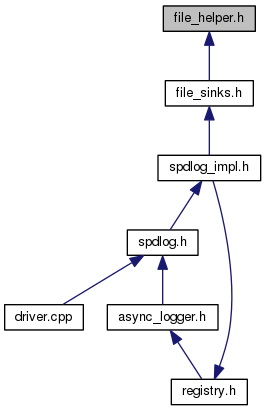 file_helper.h
file_sinks.h
spdlog_impl.h
spdlog.h
driver.cpp
async_logger.h
registry.h